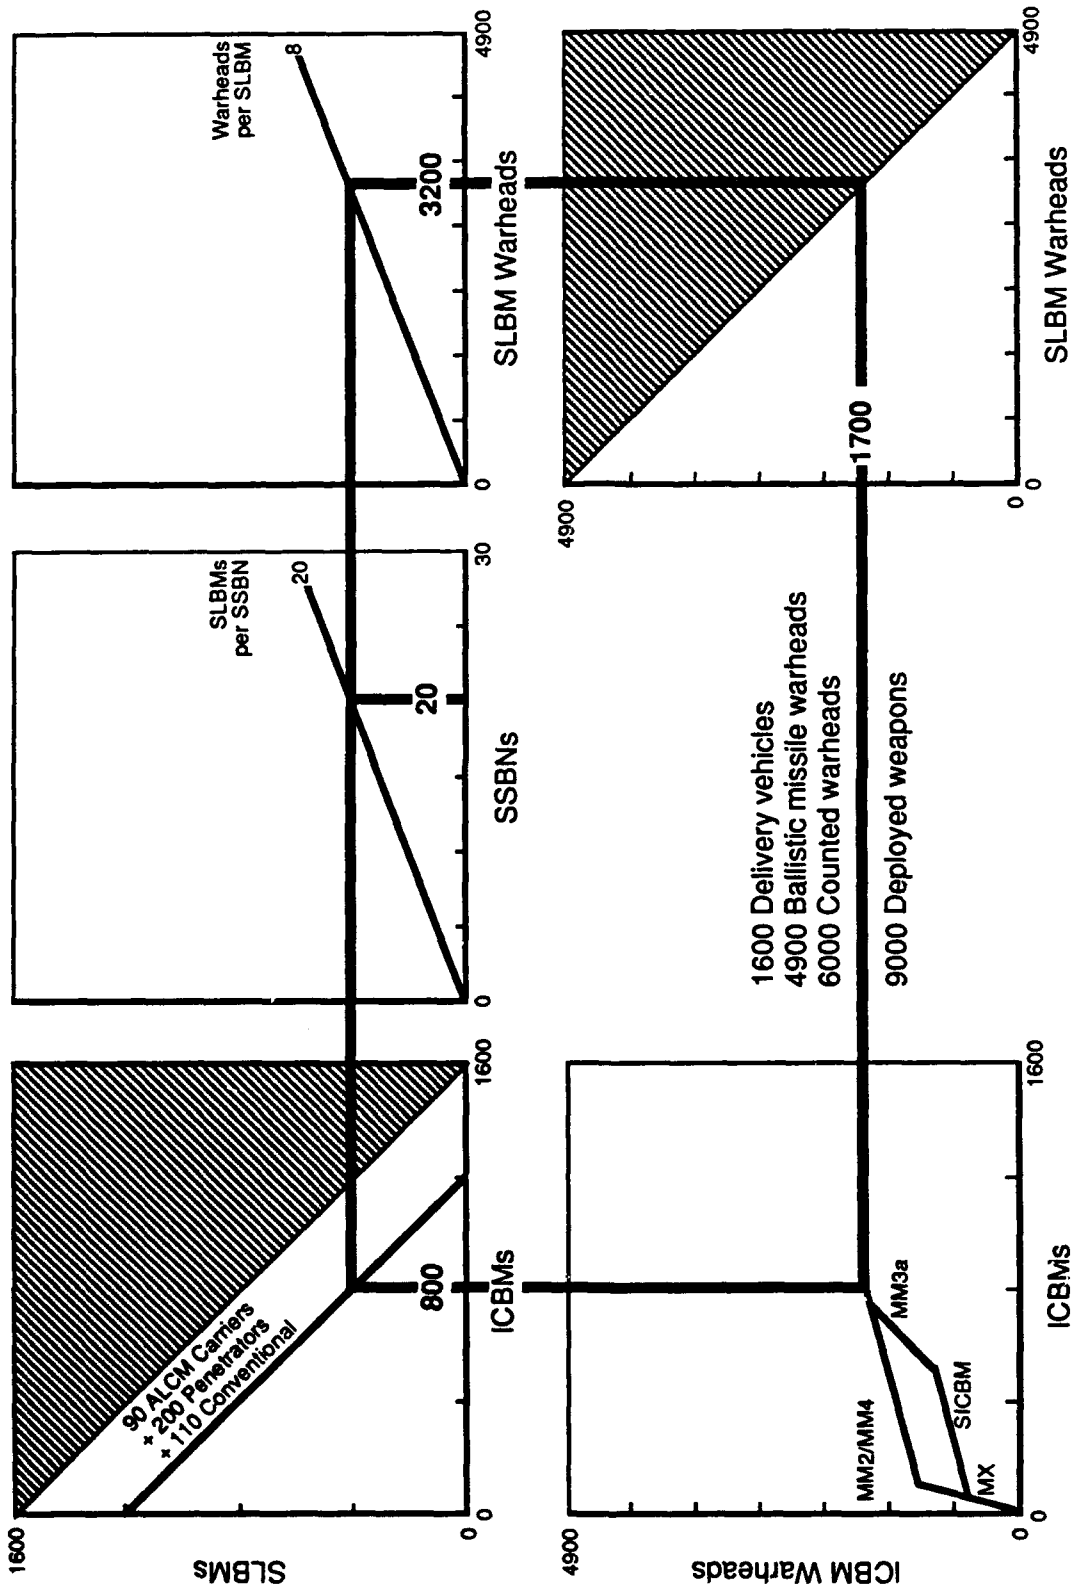 1600
SLBMs
0
90 ALCM Carriers
+ 200 Penetrators
+ 110 Conventional
800
1600
ICBMs
SLBMs
per SSBN
20
20
0
30
SSBNs
Warheads
per SLBM
8
3200
0
4900
SLBM Warheads
4900
ICBM Warheads
0
MM2/MM4
MX
SICBM
MM3a
0
1600
ICBMs
1600 Delivery vehicles
4900 Ballistic missile warheads
6000 Counted warheads
9000 Deployed weapons
4900
1700
0
0
4900
SLBM Warheads